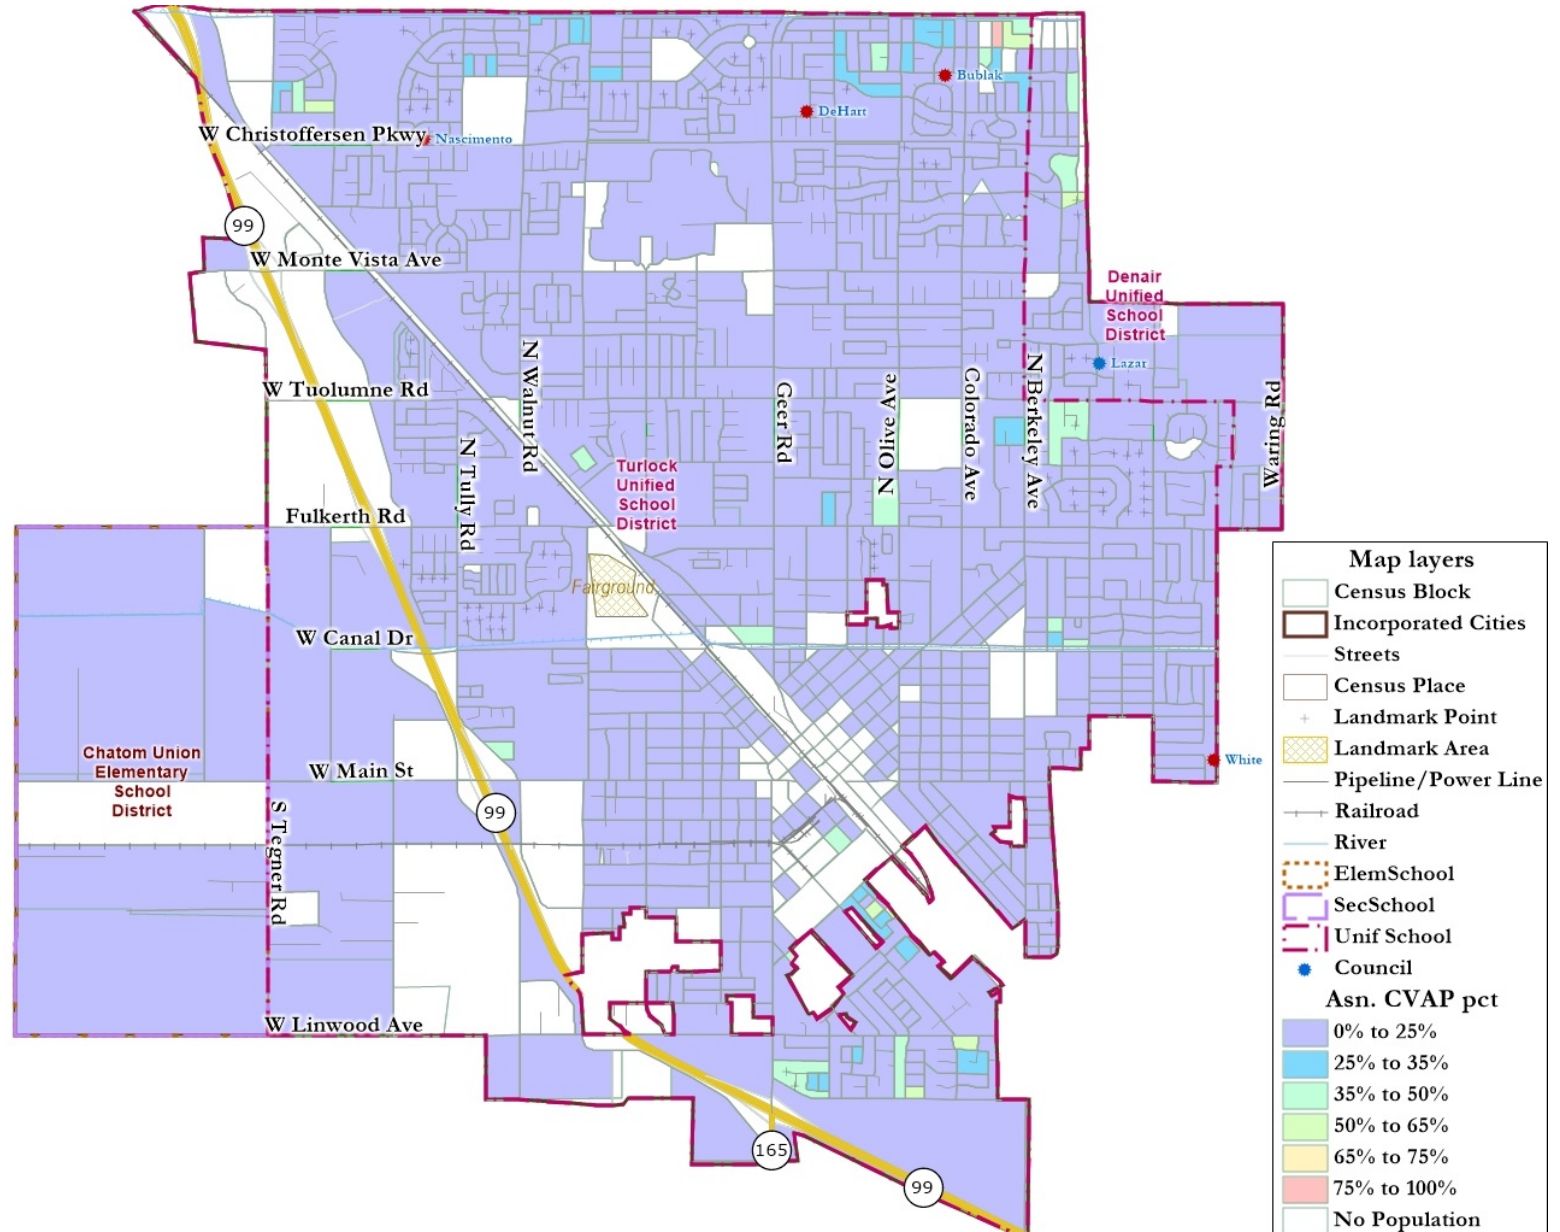 Bublak
DeHart
W Christoffersen Pkwy
Nascimento
99
W Monte Vista Ave
Denair
Unified
School
District
Lazar
W Tuolumne Rd
N Walnut Rd
Geer Rd
N Olive Ave
Colorado Ave
N Berkeley Ave
Waring Rd
N Tully Rd
Turlock
Unified
School
District
Fulkerth Rd
Fairground
W Canal Dr
Chatom Union
Elementary
School
District
W Main St
White
99
S Tegner Rd
W Linwood Ave
165
99
Map layers
Census Block
Incorporated Cities
Streets
Census Place
Landmark Point
Landmark Area
Pipeline/Power Line
Railroad
River
ElemSchool
SecSchool
Unif School
Council
Asn. CVAP pct
0% to 25%
25% to 35%
35% to 50%
50% to 65%
65% to 75%
75% to 100%
No Population